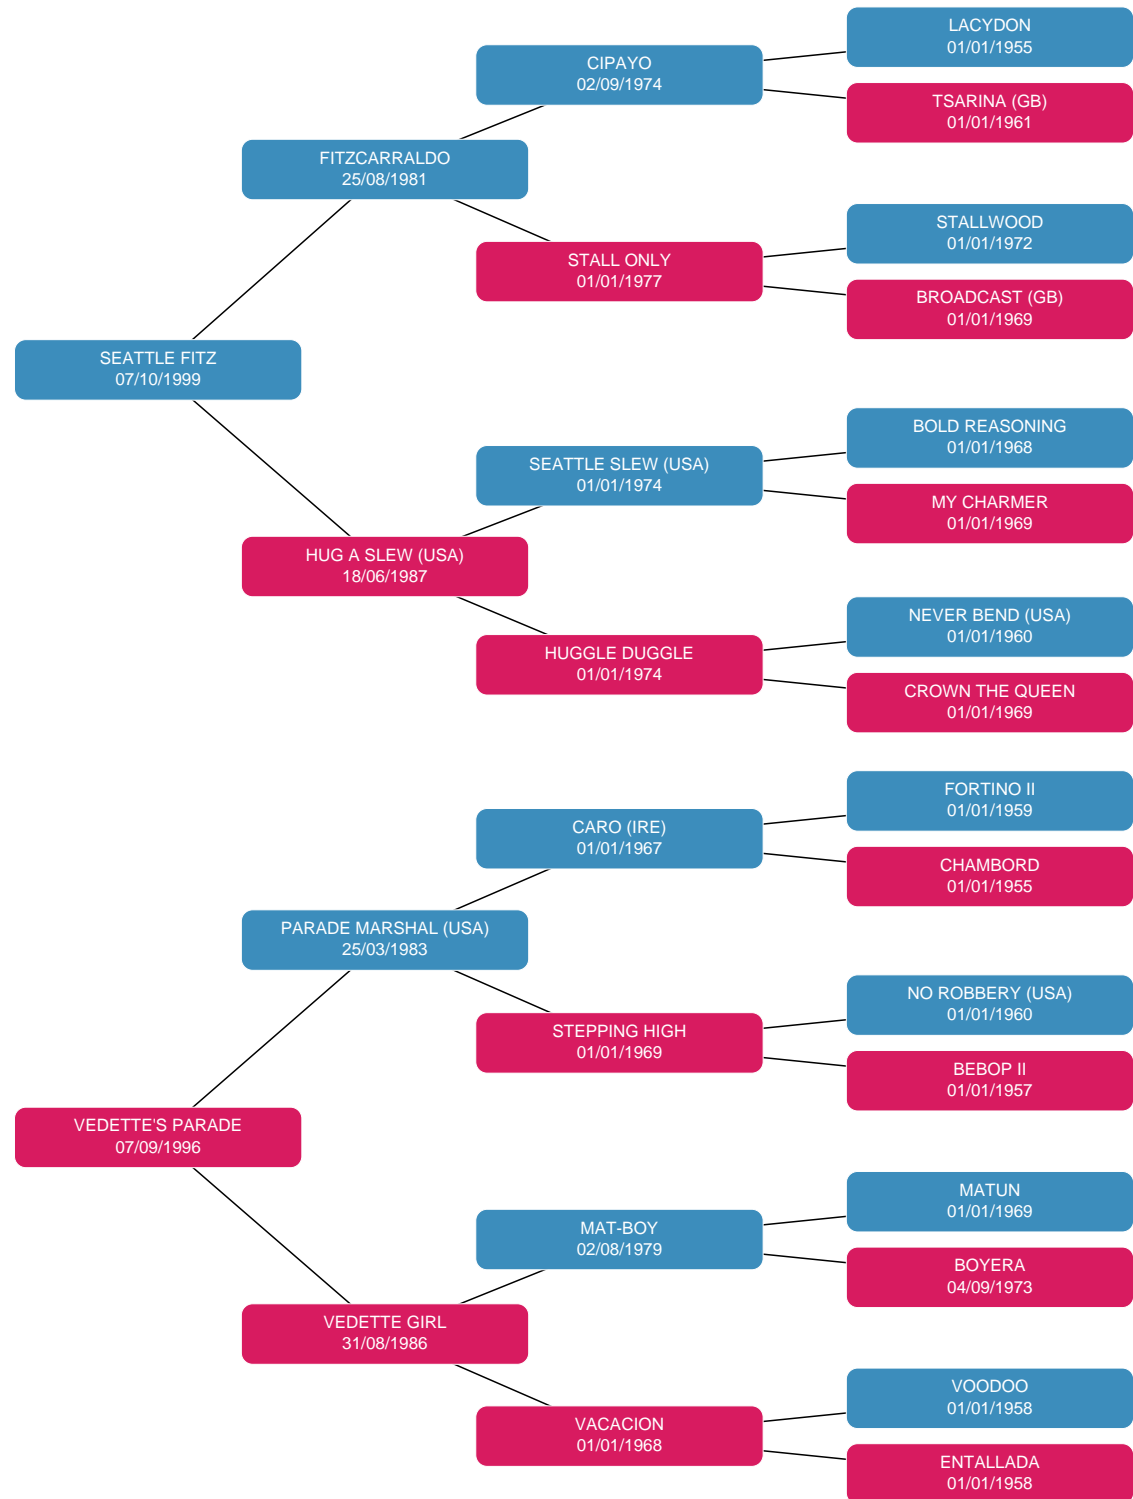 LACYDON
01/01/1955
CIPAYO
02/09/1974
TSARINA (GB)
01/01/1961
FITZCARRALDO
25/08/1981
STALLWOOD
01/01/1972
STALL ONLY
01/01/1977
BROADCAST (GB)
01/01/1969
SEATTLE FITZ
07/10/1999
BOLD REASONING
01/01/1968
SEATTLE SLEW (USA)
01/01/1974
MY CHARMER
01/01/1969
HUG A SLEW (USA)
18/06/1987
NEVER BEND (USA)
01/01/1960
HUGGLE DUGGLE
01/01/1974
CROWN THE QUEEN
01/01/1969
FORTINO II
01/01/1959
CARO (IRE)
01/01/1967
CHAMBORD
01/01/1955
PARADE MARSHAL (USA)
25/03/1983
NO ROBBERY (USA)
01/01/1960
STEPPING HIGH
01/01/1969
BEBOP II
01/01/1957
VEDETTE'S PARADE
07/09/1996
MATUN
01/01/1969
MAT-BOY
02/08/1979
BOYERA
04/09/1973
VEDETTE GIRL
31/08/1986
VOODOO
01/01/1958
VACACION
01/01/1968
ENTALLADA
01/01/1958